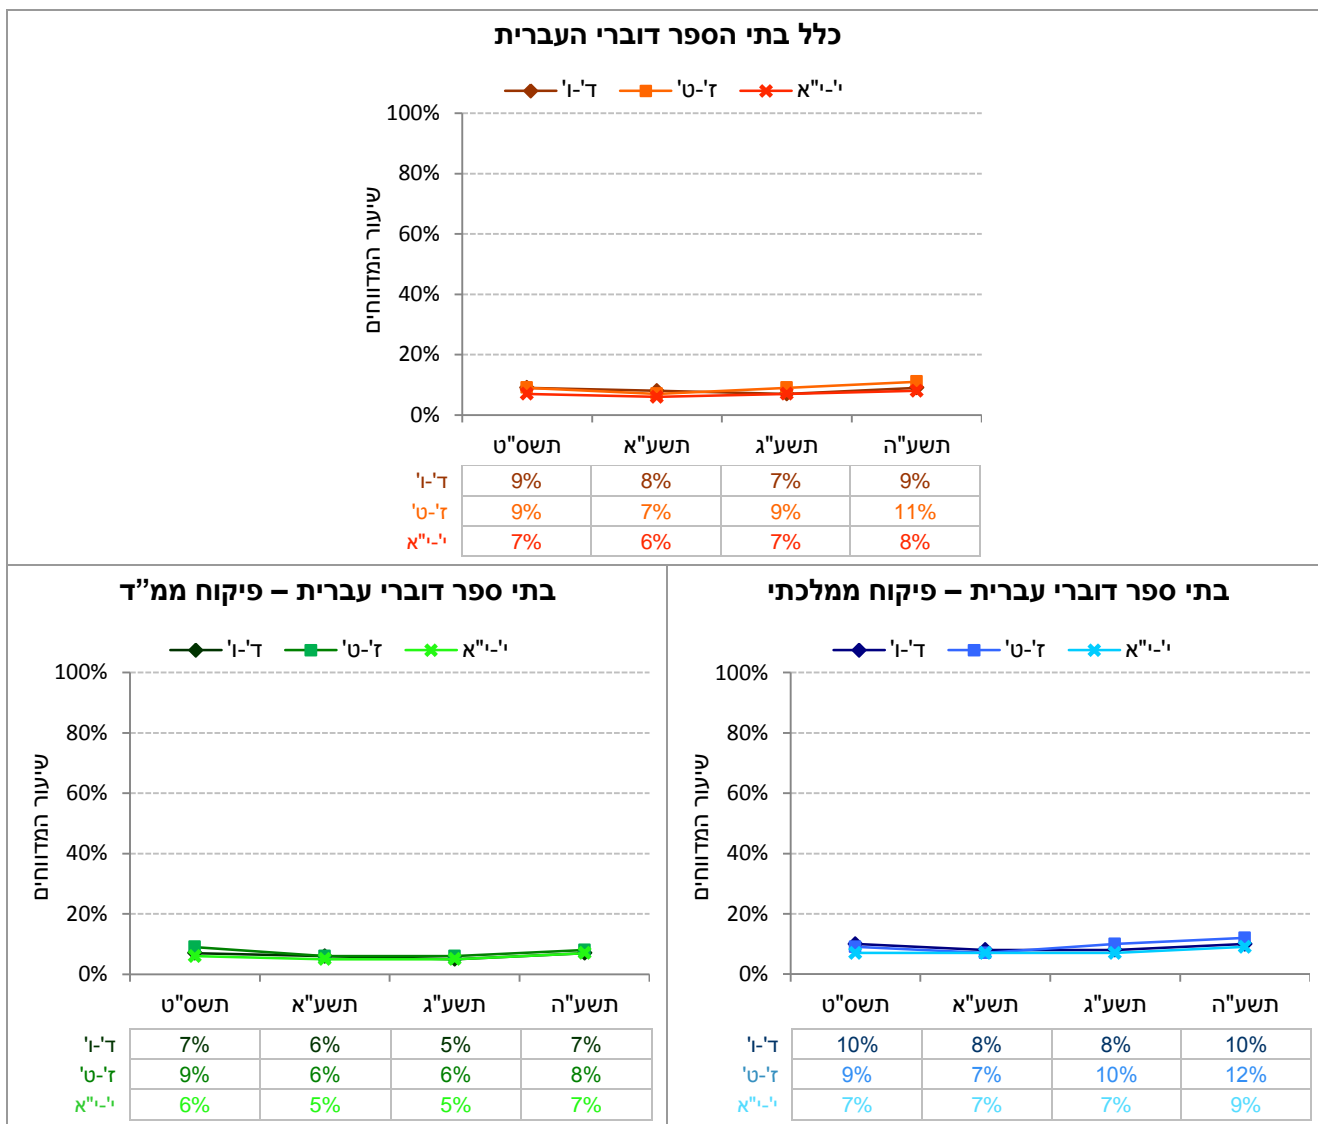 כלל בתי הספר דוברי העברית
ד'-ו' ז'-ט' י'-י"א
100%
80%
60%
40%
20%
0%
שיעור המדווחים
תשס"ט תשע"א תשע"ג תשע"ה
ד'-ו' 9% 8% 7% 9%
ז'-ט' 9% 7% 9% 11%
י'-י"א 7% 6% 7% 8%
בתי ספר דוברי עברית – פיקוח ממלכתי
ד'-ו' ז'-ט' י'-י"א
100%
80%
60%
40%
20%
0%
שיעור המדווחים
תשס"ט תשע"א תשע"ג תשע"ה
ד'-ו' 10% 8% 8% 10%
ז'-ט' 9% 7% 10% 12%
י'-י"א 7% 7% 7% 9%
בתי ספר דוברי עברית – פיקוח ממ”ד
ד'-ו' ז'-ט' י'-י"א
100%
80%
60%
40%
20%
0%
שיעור המדווחים
תשס"ט תשע"א תשע"ג תשע"ה
ד'-ו' 7% 6% 5% 7%
ז'-ט' 9% 6% 6% 8%
י'-י"א 6% 5% 5% 7%